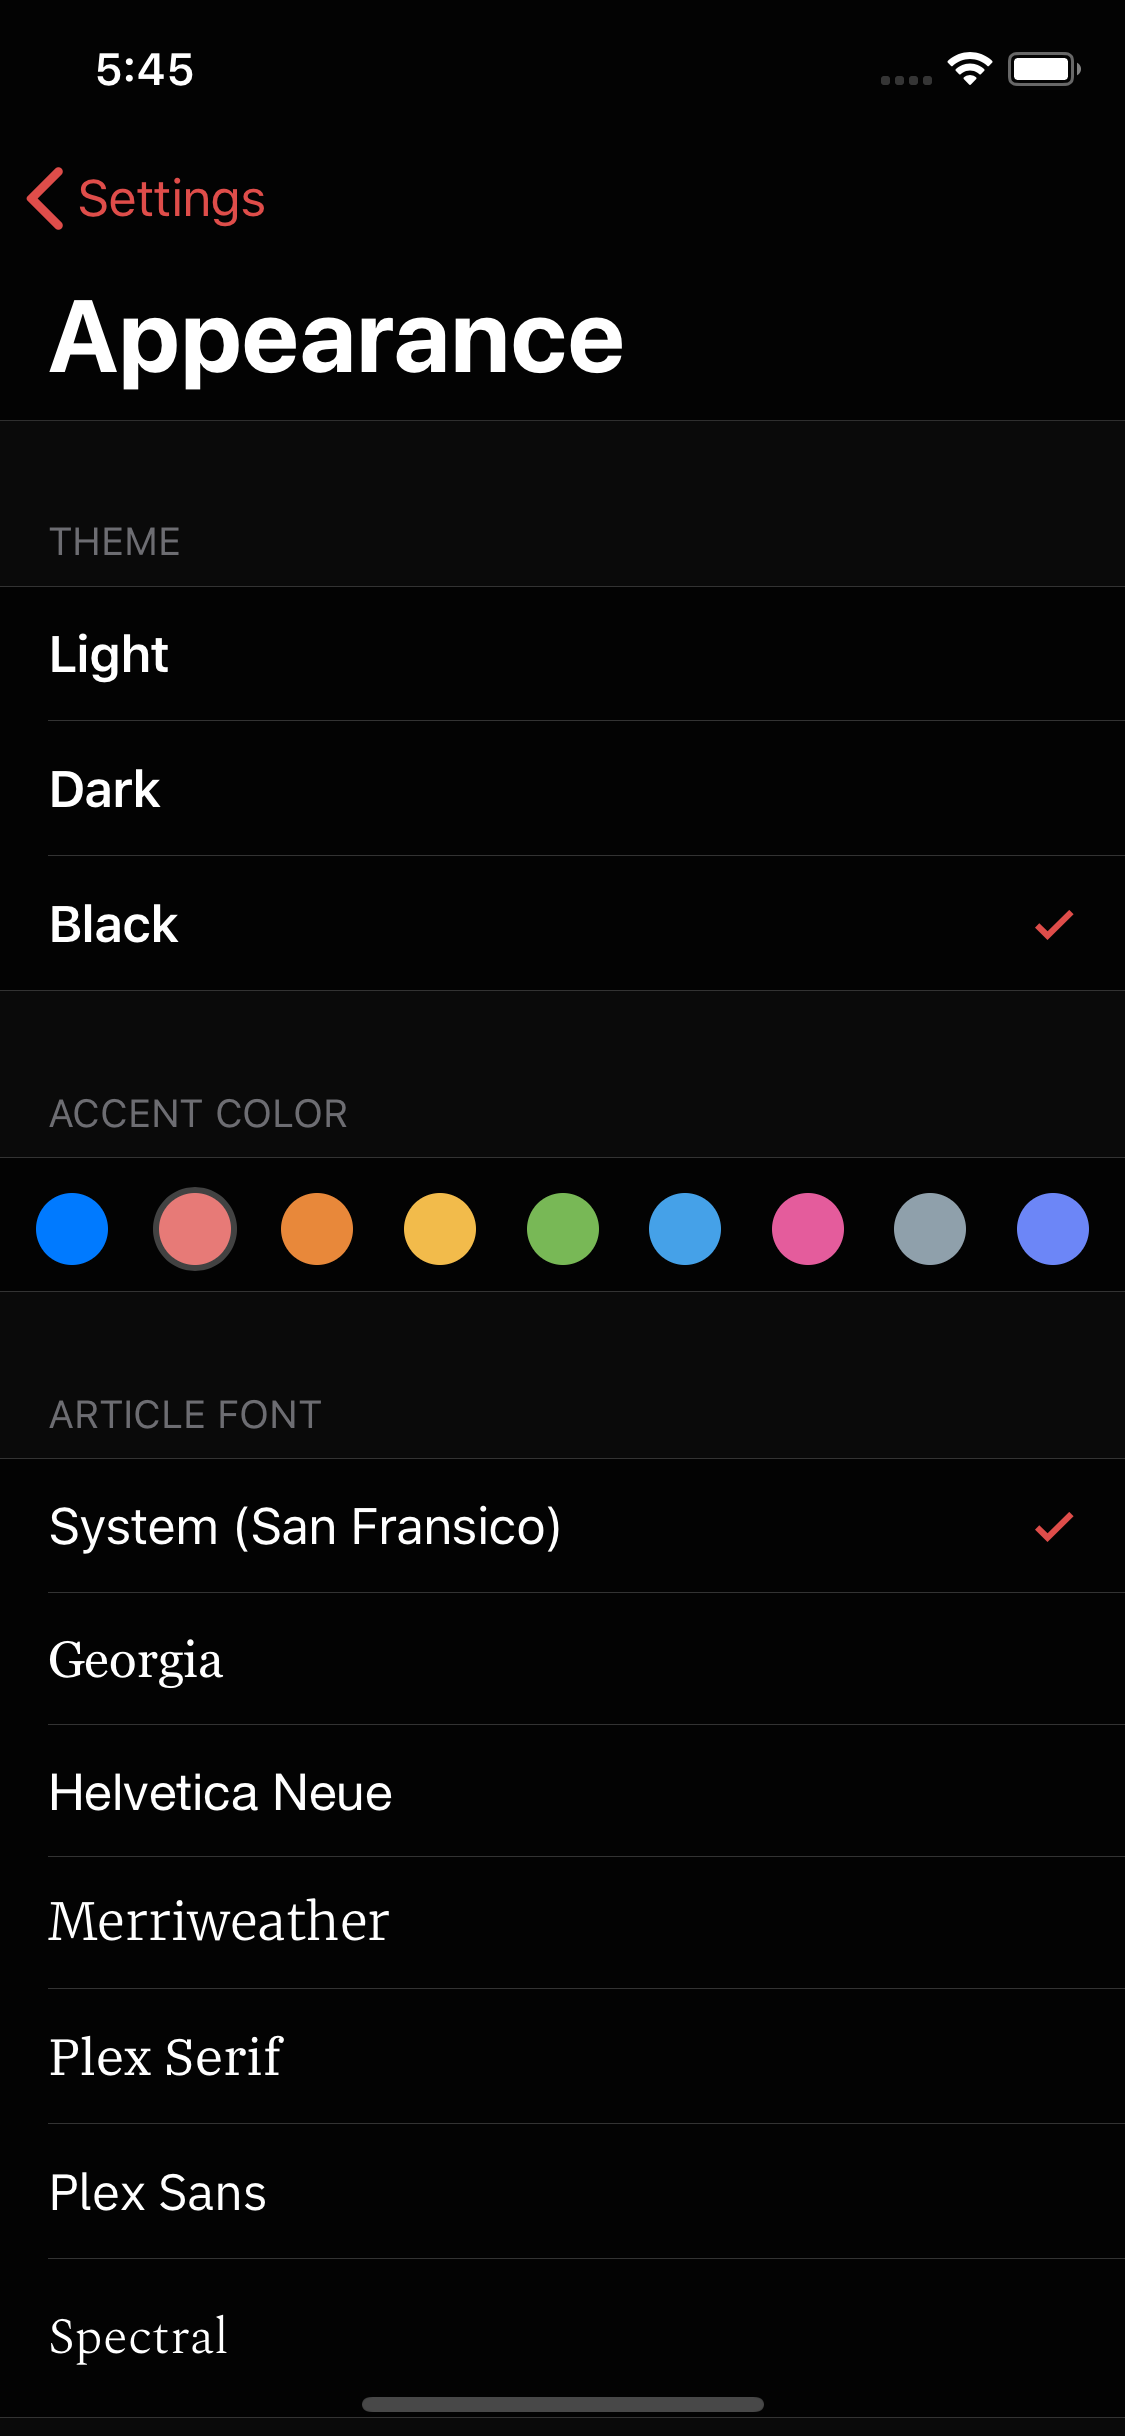 5:45
Settings
Appearance
THEME
Light
Dark
Black
ACCENT COLOR
ARTICLE FONT
System (San Fransico)
Georgia
Helvetica Neue
Merriweather
Plex Serif
Plex Sans
Spectral